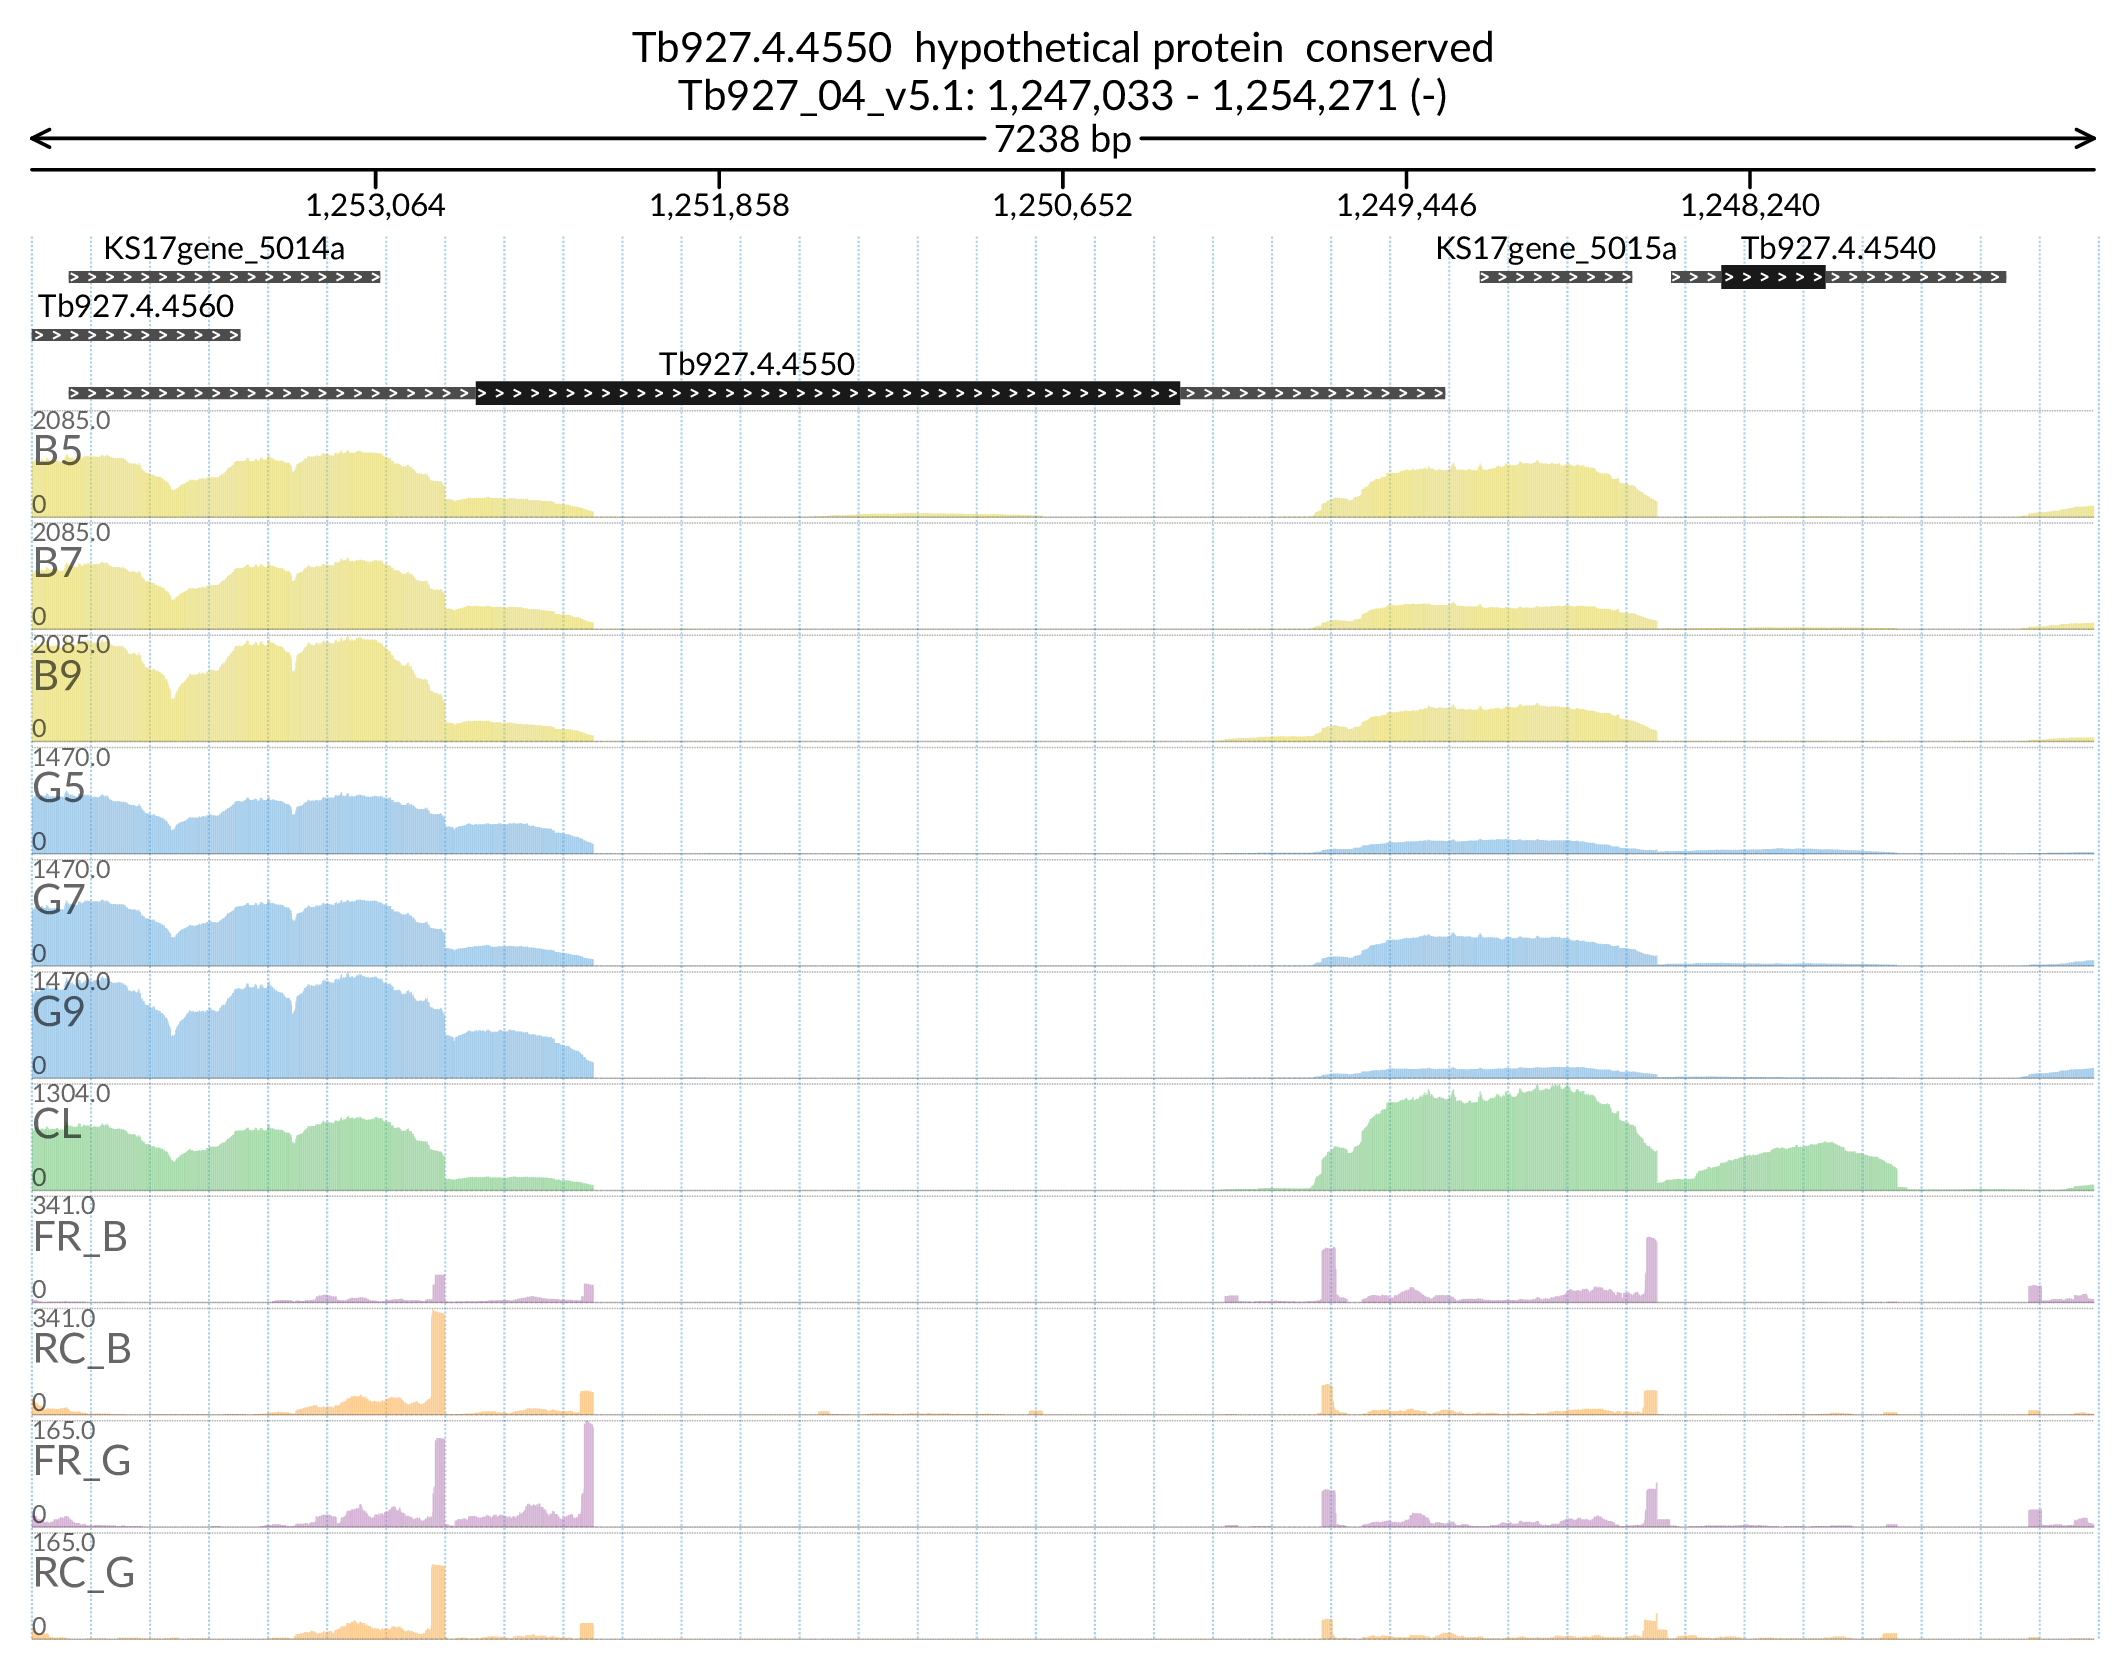 Tb927.4.4550 hypothetical protein conserved
Tb927_04_v5.1: 1,247,033 - 1,254,271 (-)
7238 bp
1,253,064 1,251,858 1,250,652 1,249,446 1,248,240
KS17gene_5014a KS17gene_5015a Tb927.4.4540
Tb927.4.4560
Tb927.4.4550
2085.0
B5
0
2085.0
B7
0
2085.0
B9
0
1470.0
G5
0
1470.0
G7
0
1470.0
G9
0
1304.0
CL
0
341.0
FR_B
0
341.0
RC_B
0
165.0
FR_G
0
165.0
RC_G
0